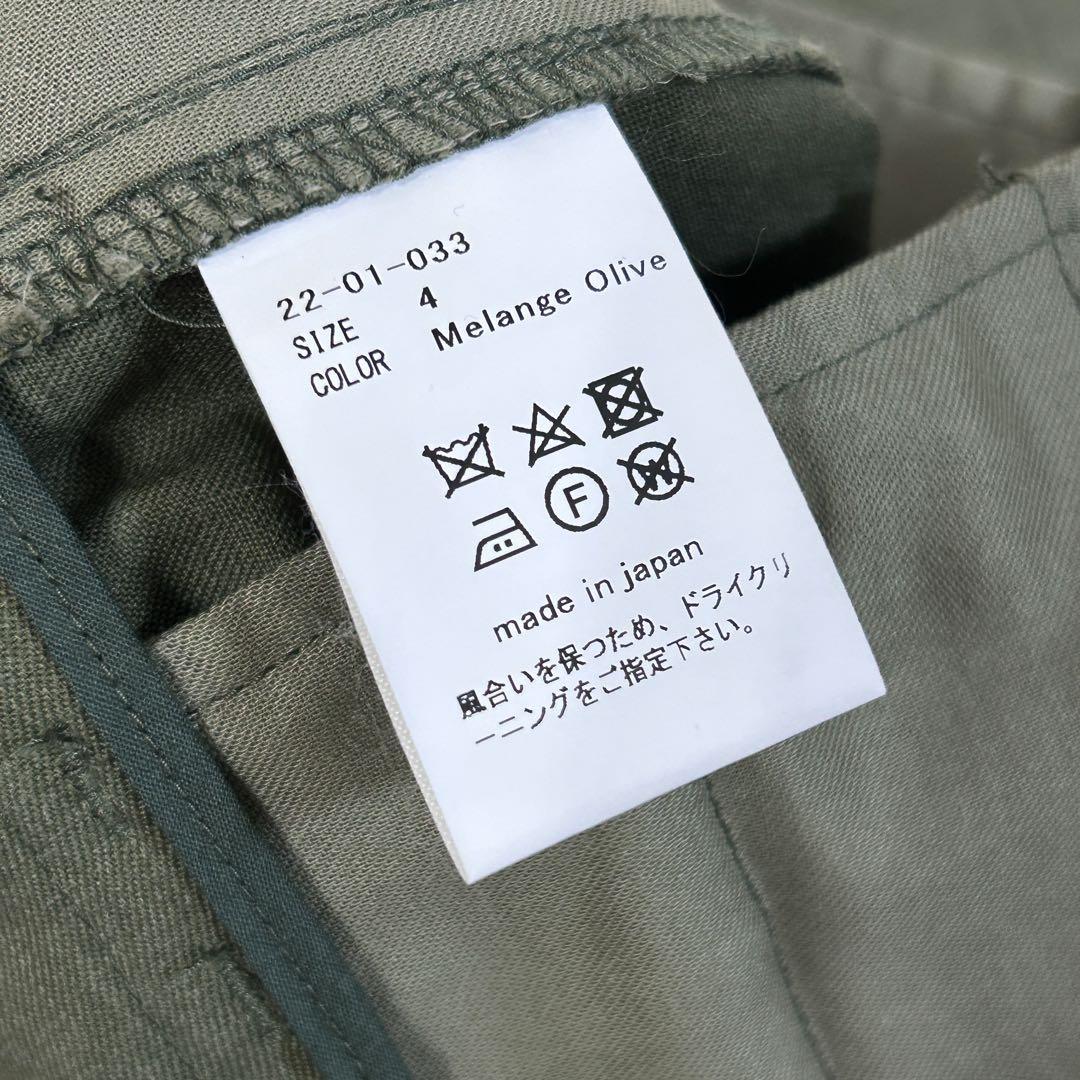 22-01-033
SIZE 4
COLOR Melange Olive
F
W
made in japan
風合いを保つため、ドライクリ
ーニングをご指定下さい。